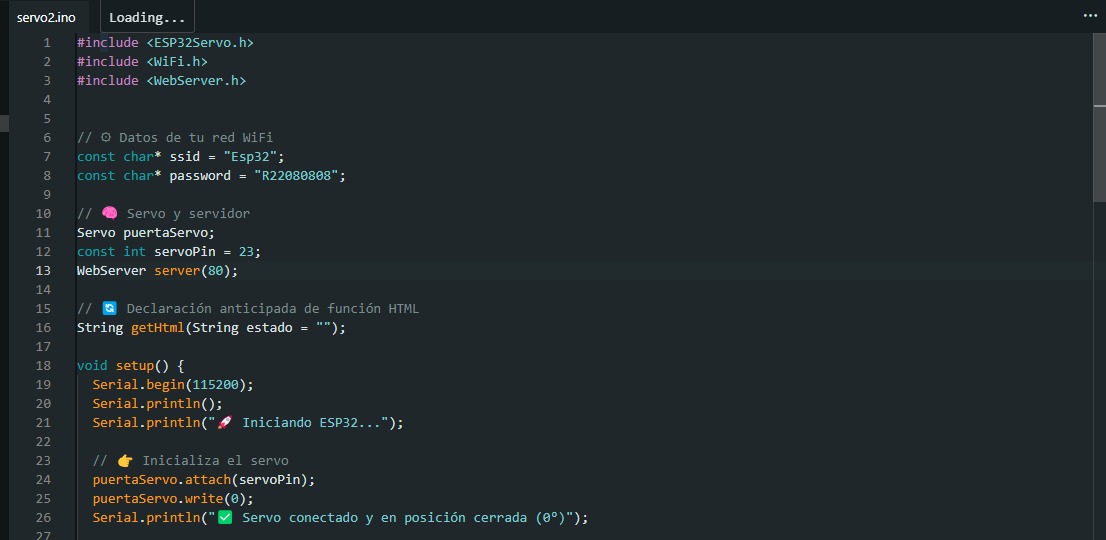 servo2.ino
Loading...
...
1 #include <ESP32Servo.h>
2 #include <WiFi.h>
3 #include <WebServer.h>
4
5
6 // ⚙ Datos de tu red WiFi
7 const char* ssid = "Esp32";
8 const char* password = "R22080808";
9
10 // 🧠 Servo y servidor
11 Servo puertaServo;
12 const int servoPin = 23;
13 WebServer server(80);
14
15 // 🔄 Declaración anticipada de función HTML
16 String getHtml(String estado = "");
17
18 void setup() {
19 Serial.begin(115200);
20 Serial.println();
21 Serial.println("🚀 Iniciando ESP32...");
22
23 // 👉 Inicializa el servo
24 puertaServo.attach(servoPin);
25 puertaServo.write(0);
26 Serial.println("✅ Servo conectado y en posición cerrada (0°)");
27